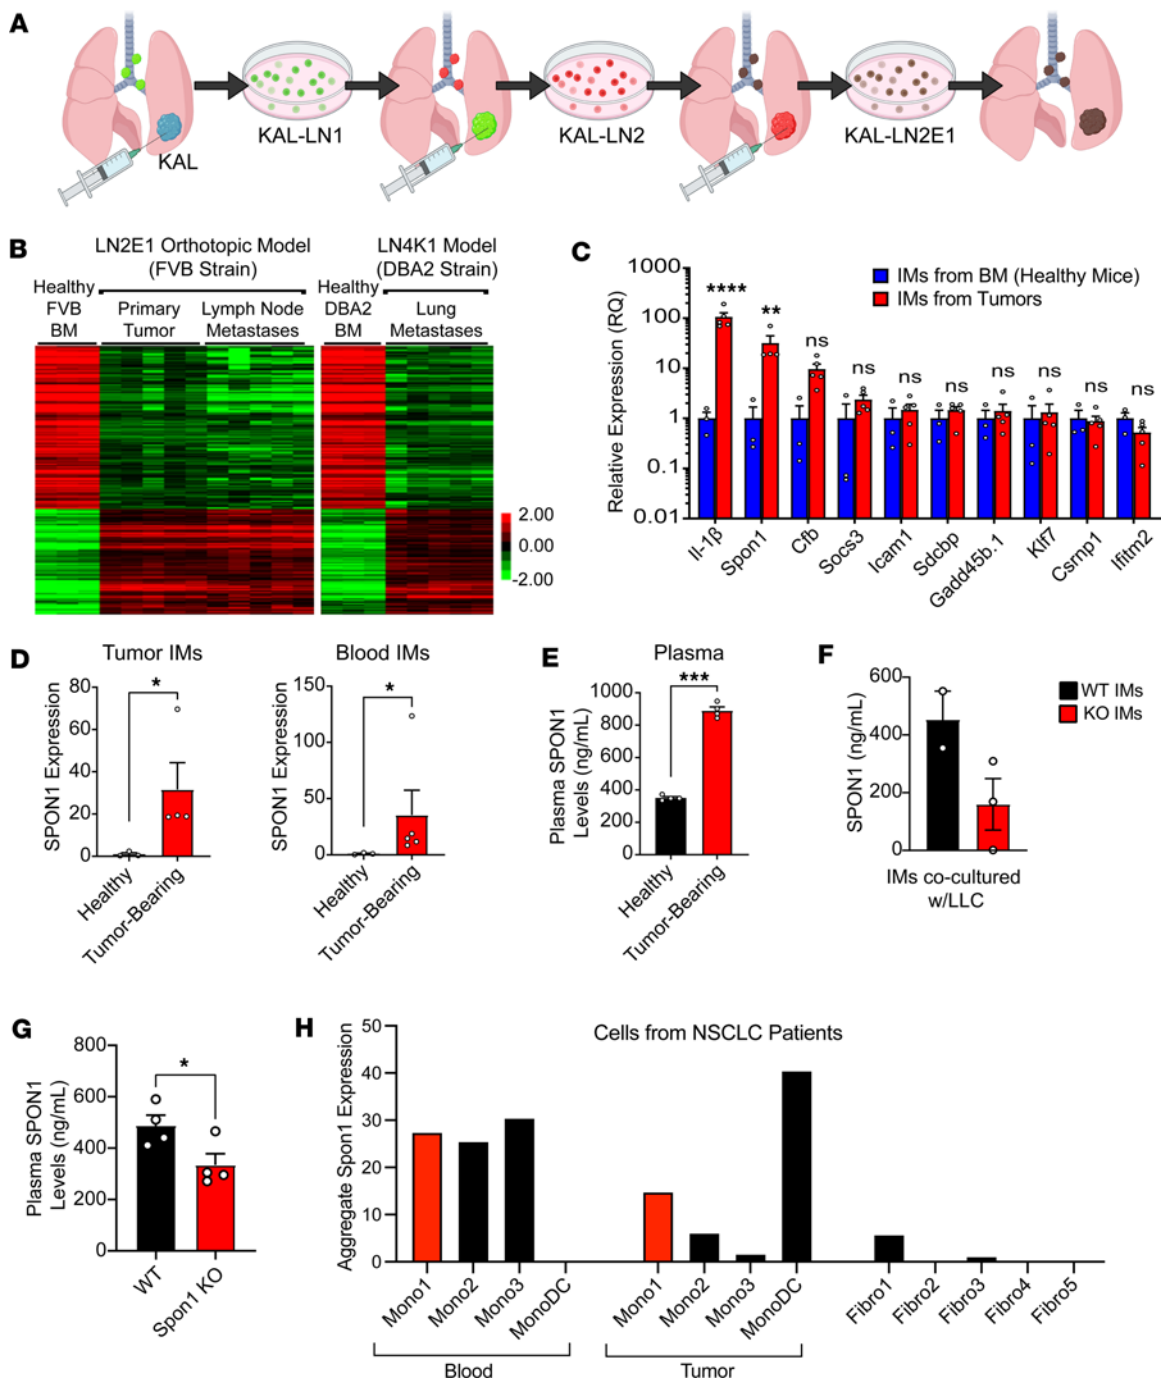 A
KAL
KAL-LN1
KAL-LN2
KAL-LN2E1
B
LN2E1 Orthotopic Model
(FVB Strain)
LN4K1 Model
(DBA2 Strain)
Healthy
FVB
BM
Primary
Tumor
Lymph Node
Metastases
Healthy
DBA2
BM
Lung
Metastases
2.00
0.00
-2.00
C
Relative Expression (RQ)
1000
100
10
1
0.1
0.01
IMs from BM (Healthy Mice)
IMs from Tumors
****
**
ns
ns
ns
ns
ns
ns
ns
ns
Il-1β
Spon1
Cfb
Socs3
Icam1
Sdcbp
Gadd45b.1
Klf7
Csrnp1
Ifitm2
D
Tumor IMs
SPON1 Expression
80
60
40
20
0
*
Healthy
Tumor-Bearing
Blood IMs
SPON1 Expression
150
100
50
0
*
Healthy
Tumor-Bearing
E
Plasma
Plasma SPON1
Levels (ng/mL)
1000
800
600
400
200
0
***
Healthy
Tumor-Bearing
F
SPON1 (ng/mL)
600
400
200
0
WT IMs
KO IMs
IMs co-cultured
w/LLC
G
Plasma SPON1
Levels (ng/mL)
800
600
400
200
0
*
WT
Spon1 KO
H
Cells from NSCLC Patients
Aggregate Spon1 Expression
50
40
30
20
10
0
Mono1
Mono2
Mono3
MonoDC
Mono1
Mono2
Mono3
MonoDC
Fibro1
Fibro2
Fibro3
Fibro4
Fibro5
Blood
Tumor